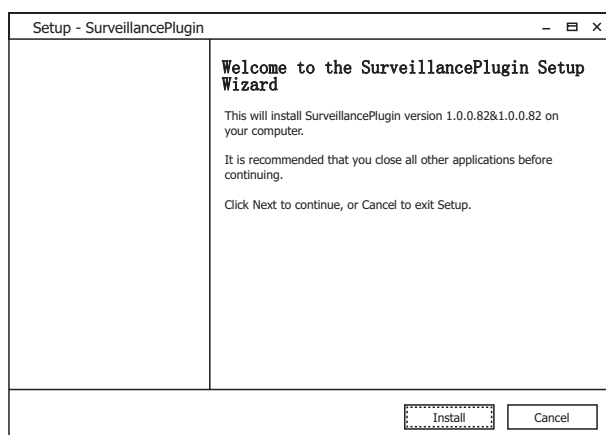 Setup - SurveillancePlugin
Welcome to the SurveillancePlugin Setup
Wizard
This will install SurveillancePlugin version 1.0.0.82&1.0.0.82 on
your computer.
It is recommended that you close all other applications before
continuing.
Click Next to continue, or Cancel to exit Setup.
Install
Cancel